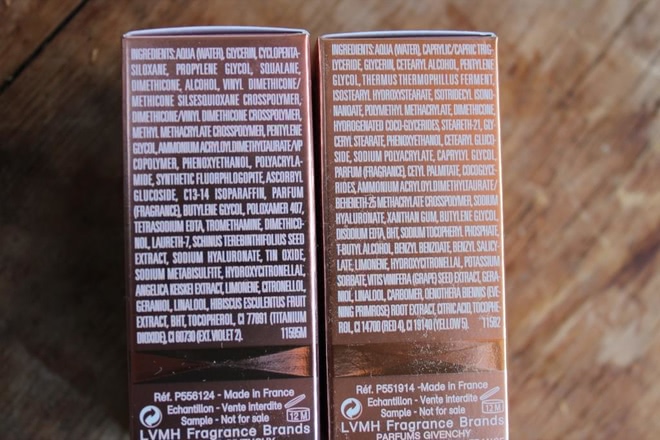 INGREDIENTS: AQUA (WATER), GLYCERIN, CYCLOPENTA-
SILOXANE, PROPYLENE GLYCOL, SQUALANE,
DIMETHICONE, ALCOHOL, VINYL DIMETHICONE/
METHICONE SILSESQUIOXANE CROSSPOLYMER,
DIMETHICONE/VINYL DIMETHICONE CROSSPOLYMER,
METHYL METHACRYLATE CROSSPOLYMER, PENTYLENE
GLYCOL, AMMONIUM ACRYLOYLDIMETHYLTAURATE/VP
COPOLYMER, PHENOXYETHANOL, POLYACRYLA-
MIDE, SYNTHETIC FLUORPHLOGOPITE, ASCORBYL
GLUCOSIDE, C13-14 ISOPARAFFIN, PARFUM
(FRAGRANCE), BUTYLENE GLYCOL, POLOXAMER 407,
TETRASODIUM EDTA, TROMETHAMINE, DIMETHICO-
NOL, LAURETH-7, SCHINUS TEREBINTHIFOLIUS SEED
EXTRACT, SODIUM HYALURONATE, TIN OXIDE,
SODIUM METABISULFITE, HYDROXYCITRONELLAL,
ANGELICA KEISKEI EXTRACT, LIMONENE, CITRONELLOL,
GERANIOL, LINALOOL, HIBISCUS ESCULENTUS FRUIT
EXTRACT, BHT, TOCOPHEROL, CI 77891 (TITANIUM
DIOXIDE), CI 60730 (EXT. VIOLET 2). 11595M
Réf. P556124 - Made in France
Echantillon - Vente interdite
Sample - Not for sale
12 M
LVMH Fragrance Brands
INGREDIENTS: AQUA (WATER), CAPRYLIC/CAPRIC TRIG-
LYCERIDE, GLYCERIN, CETEARYL ALCOHOL, PENTYLENE
GLYCOL, THERMUS THERMOPHILLUS FERMENT,
ISOSTEARYL HYDROXYSTEARATE, ISOTRIDECYL ISONO-
NANOATE, POLYMETHYL METHACRYLATE, DIMETHICONE,
HYDROGENATED COCO-GLYCERIDES, STEARETH-21, GLY-
CERYL STEARATE, PHENOXYETHANOL, CETEARYL GLUCO-
SIDE, SODIUM POLYACRYLATE, CAPRYLYL GLYCOL,
PARFUM (FRAGRANCE), CETYL PALMITATE, COCOGLYCE-
RIDES, AMMONIUM ACRYLOYLDIMETHYLTAURATE/
BEHENETH-25 METHACRYLATE CROSSPOLYMER, SODIUM
HYALURONATE, XANTHAN GUM, BUTYLENE GLYCOL,
DISODIUM EDTA, BHT, SODIUM TOCOPHERYL PHOSPHATE,
T-BUTYL ALCOHOL, BENZYL BENZOATE, BENZYL SALICY-
LATE, LIMONENE, HYDROXYCITRONELLAL, POTASSIUM
SORBATE, VITIS VINIFERA (GRAPE) SEED EXTRACT, GERA-
NIOL, LINALOOL, CARBOMER, OENOTHERA BIENNIS (EVE-
NING PRIMROSE) ROOT EXTRACT, CITRIC ACID, TOCOPHE-
ROL, CI 14700 (RED 4), CI 19140 (YELLOW 5). 11582
Réf. P551914 - Made in France
Echantillon - Vente interdite
Sample - Not for sale
12 M
LVMH Fragrance Brands
PARFUMS GIVENCHY